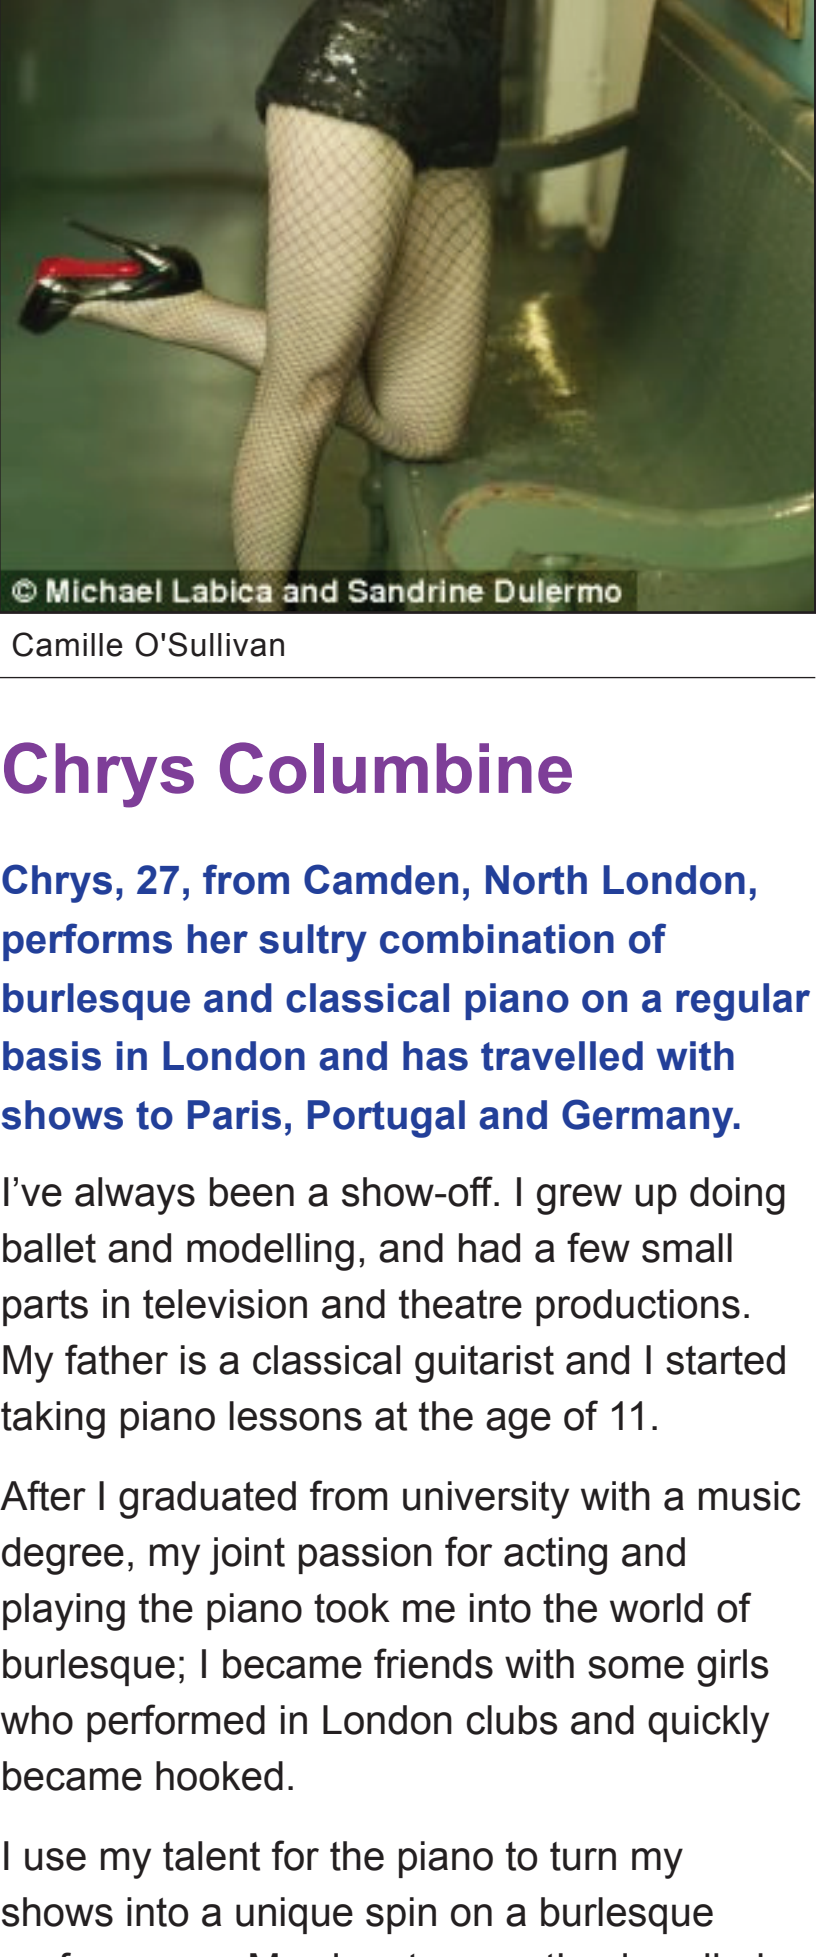 © Michael Labica and Sandrine Dulermo
Camille O'Sullivan
Chrys Columbine
Chrys, 27, from Camden, North London,
performs her sultry combination of
burlesque and classical piano on a regular
basis in London and has travelled with
shows to Paris, Portugal and Germany.
I’ve always been a show-off. I grew up doing
ballet and modelling, and had a few small
parts in television and theatre productions.
My father is a classical guitarist and I started
taking piano lessons at the age of 11.
After I graduated from university with a music
degree, my joint passion for acting and
playing the piano took me into the world of
burlesque; I became friends with some girls
who performed in London clubs and quickly
became hooked.
I use my talent for the piano to turn my
shows into a unique spin on a burlesque